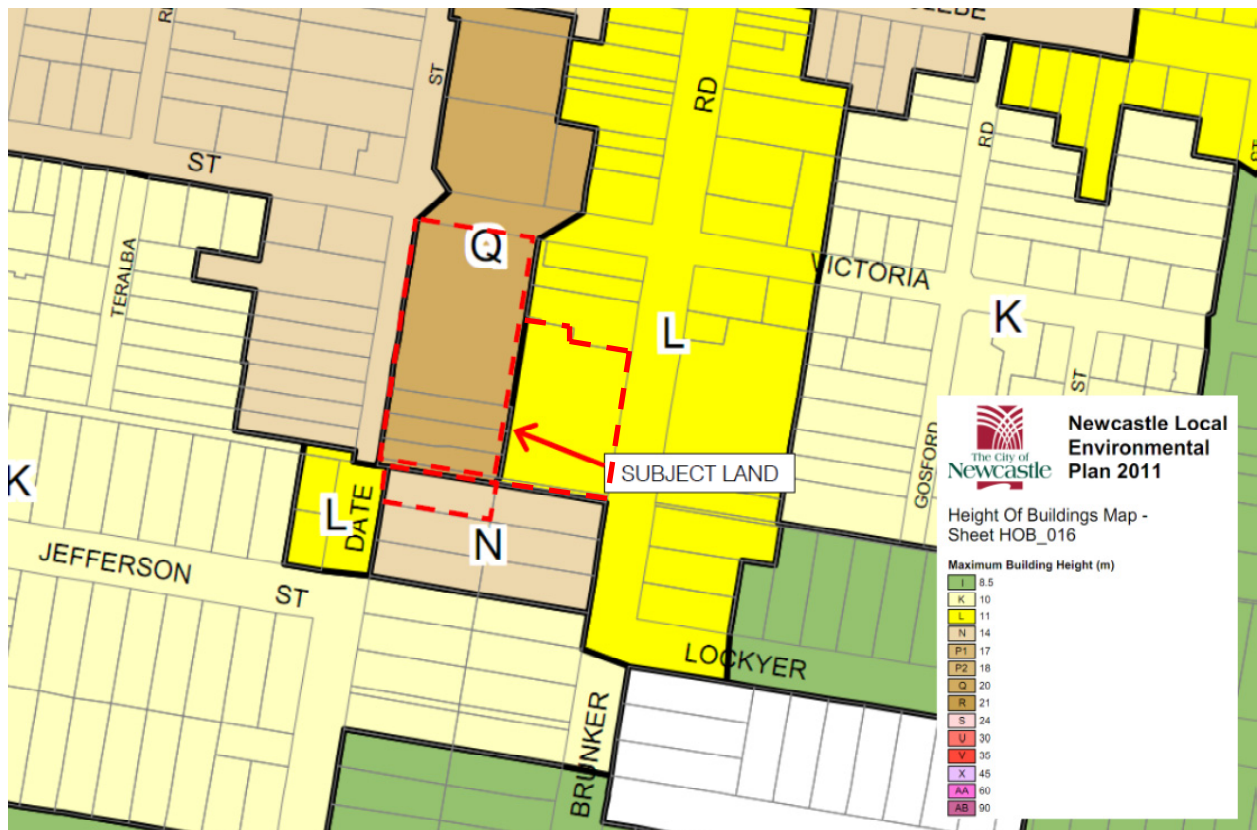 ST
RD
RD
ST
ST
Q
VICTORIA
TERALBA
L
K
ST
SUBJECT LAND
GOSFORD
K
L
DATE
N
JEFFERSON
ST
LOCKYER
BRUNKER
The City of
Newcastle
Newcastle Local
Environmental
Plan 2011
Height Of Buildings Map -
Sheet HOB_016
Maximum Building Height (m)
I 8.5
K 10
L 11
N 14
P1 17
P2 18
Q 20
R 21
S 24
U 30
V 35
X 45
AA 60
AB 90